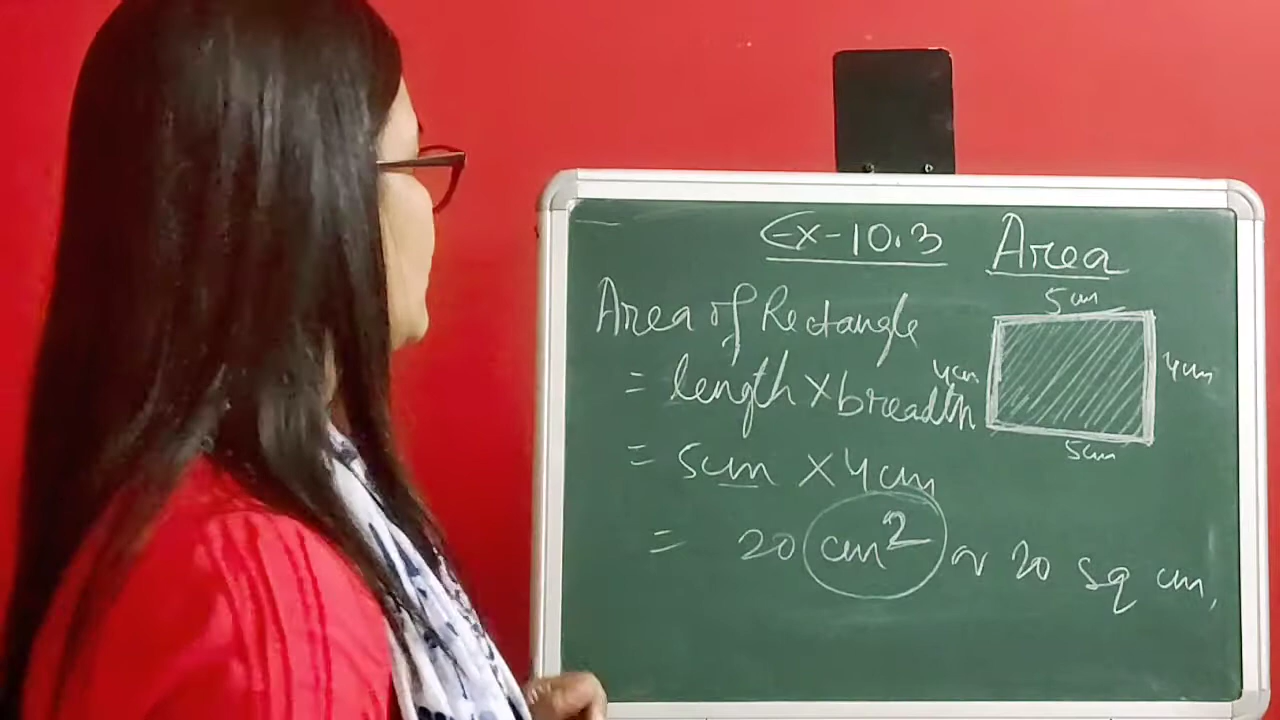 Ex-10.3 Area
Area of Rectangle
= length × breadth
= 5cm × 4cm
= 20 cm² or 20 sq cm,
5cm
4cm
4cm
5cm